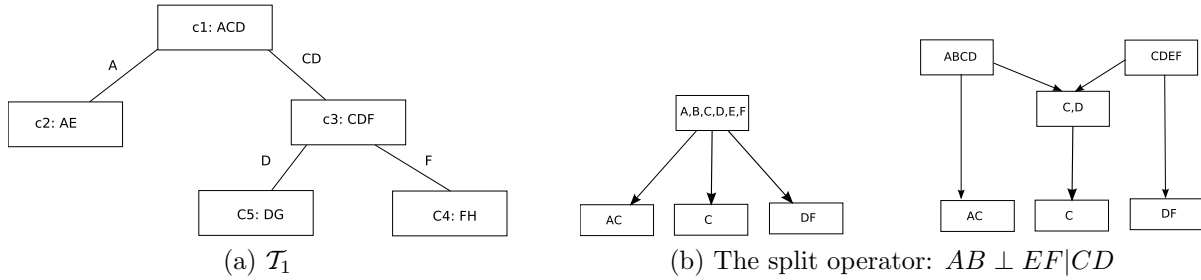 c1: ACD
A
CD
c2: AE
c3: CDF
D
F
C5: DG
C4: FH
(a) 𝒯₁
A,B,C,D,E,F
AC
C
DF
ABCD
CDEF
C,D
AC
C
DF
(b) The split operator: AB ⊥ EF|CD